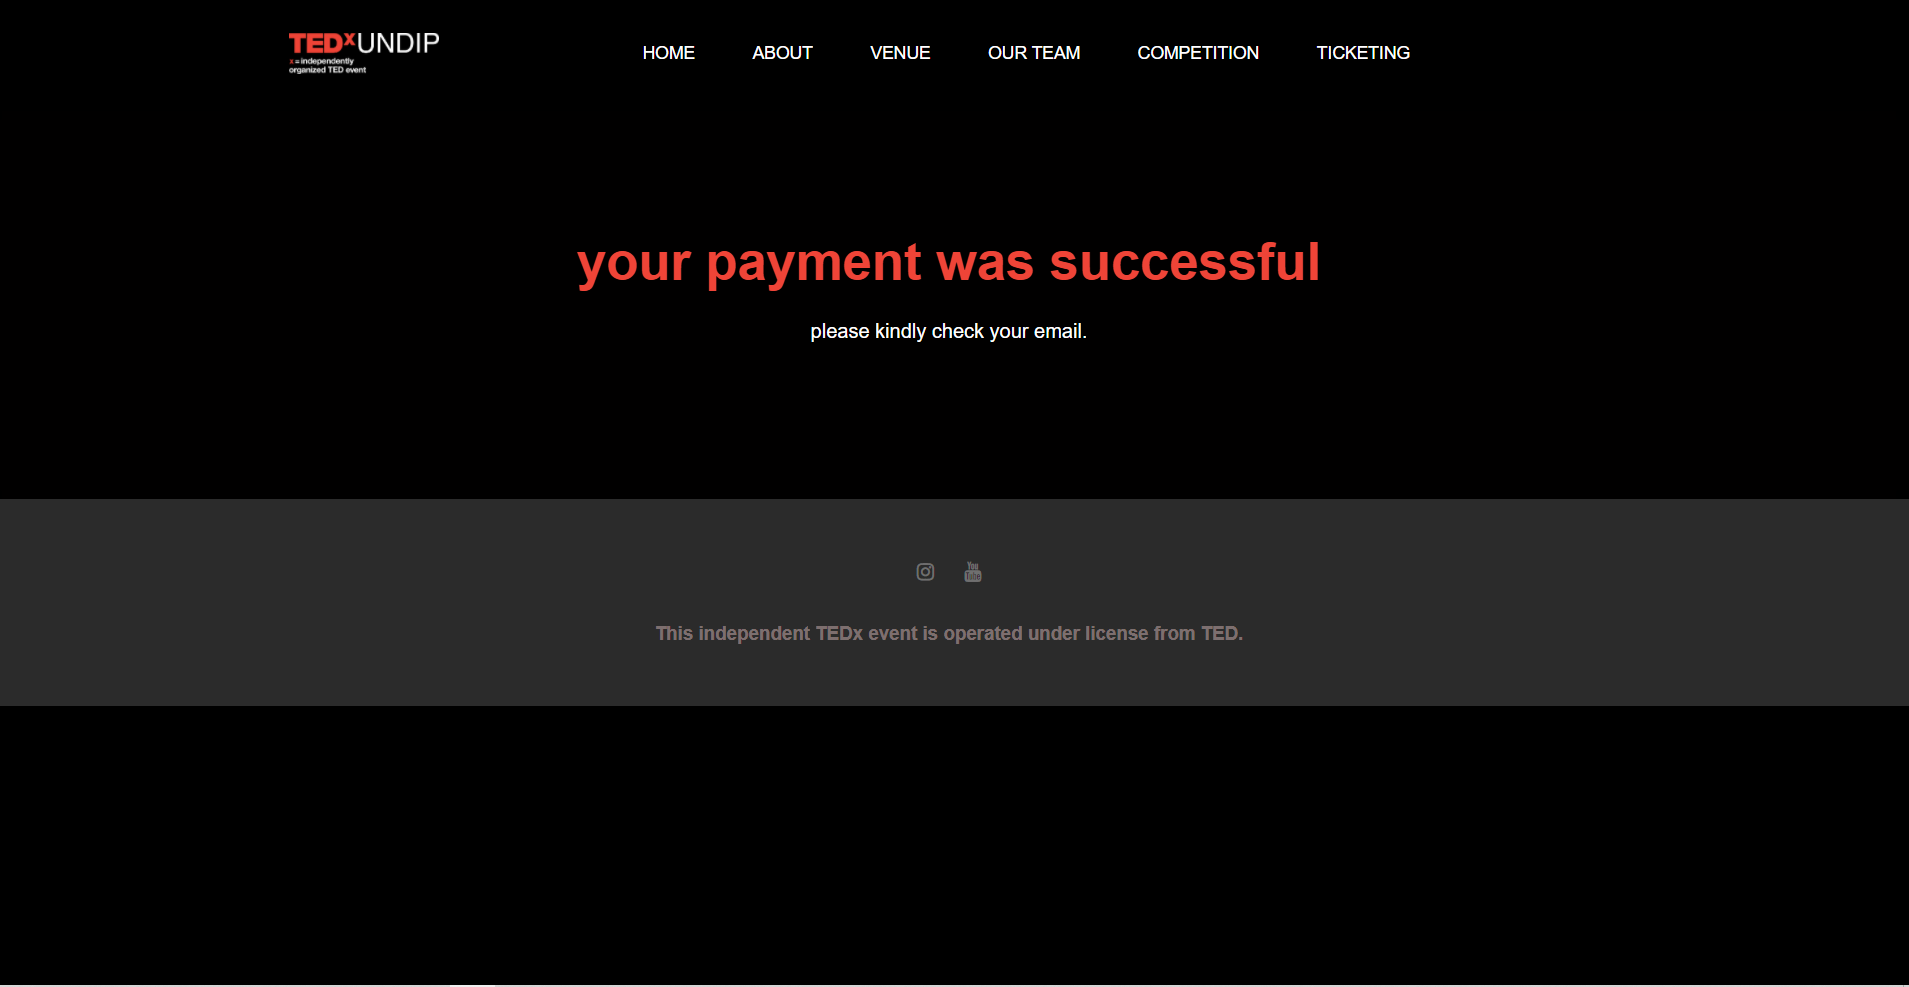 TEDxUNDIP
x = independently
organized TED event
HOME ABOUT VENUE OUR TEAM COMPETITION TICKETING
your payment was successful
please kindly check your email.
You
Tube
This independent TEDx event is operated under license from TED.